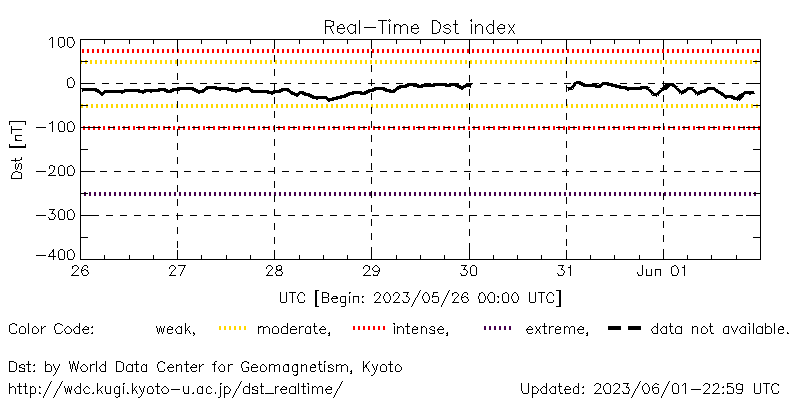 Real-Time Dst index
100
0
-100
-200
-300
-400
Dst [nT]
26 27 28 29 30 31 Jun 01
UTC [Begin: 2023/05/26 00:00 UTC]
Color Code: weak, moderate, intense, extreme, data not available.
Dst: by World Data Center for Geomagnetism, Kyoto
http://wdc.kugi.kyoto-u.ac.jp/dst_realtime/ Updated: 2023/06/01-22:59 UTC